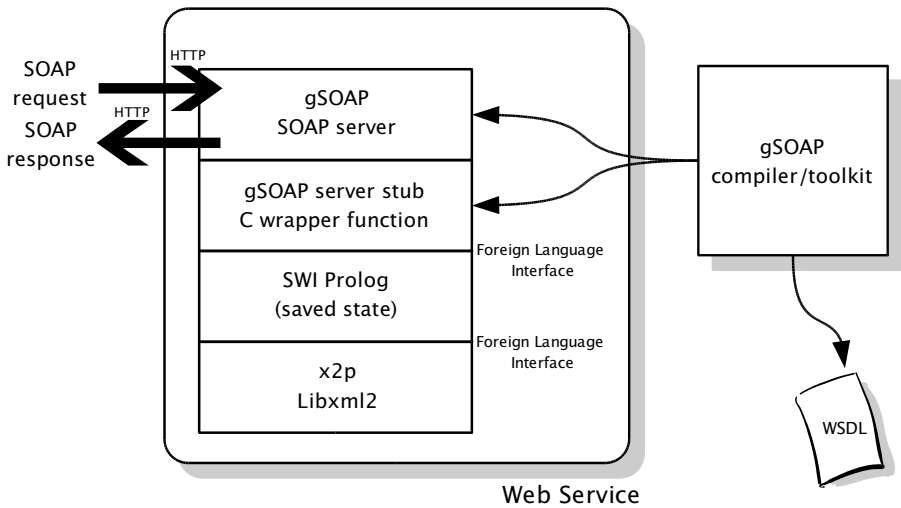 SOAP
request
HTTP
SOAP
response
HTTP
gSOAP
SOAP server
gSOAP server stub
C wrapper function
Foreign Language
Interface
SWI Prolog
(saved state)
Foreign Language
Interface
x2p
Libxml2
gSOAP
compiler/toolkit
WSDL
Web Service